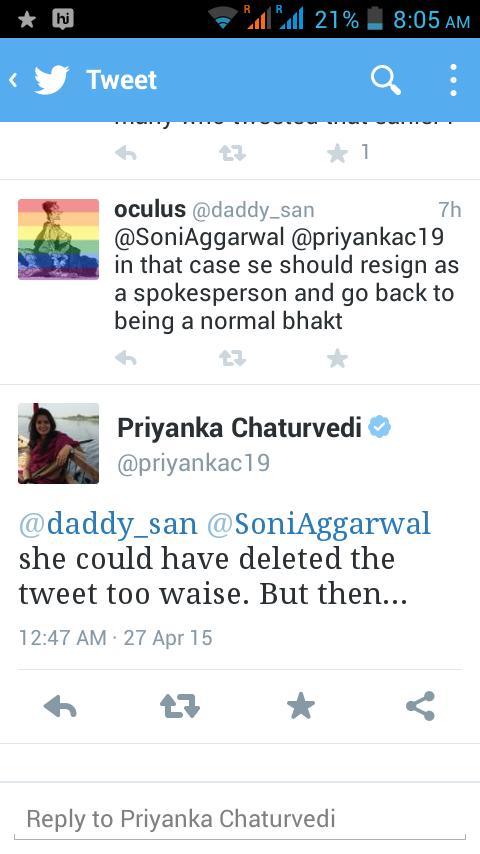 hi R R 21% 8:05 AM
Tweet
1
oculus @daddy_san 7h
@SoniAggarwal @priyankac19
in that case se should resign as
a spokesperson and go back to
being a normal bhakt
Priyanka Chaturvedi
@priyankac19
@daddy_san @SoniAggarwal
she could have deleted the
tweet too waise. But then...
12:47 AM · 27 Apr 15
Reply to Priyanka Chaturvedi